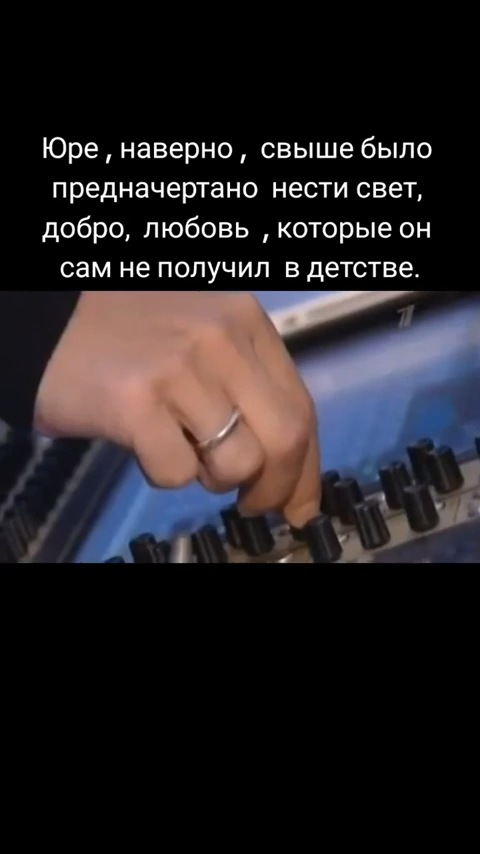 Юре , наверно ,  свыше было
предначертано  нести свет,
добро,  любовь  , которые он
сам не получил  в детстве.